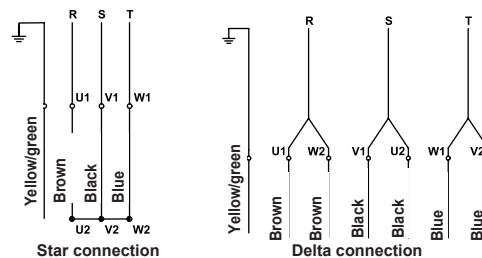 R S T
U1 V1 W1
Yellow/green
Brown
Black
Blue
U2 V2 W2
Star connection
R S T
U1 W2 V1 U2 W1 V2
Yellow/green
Brown
Brown
Black
Black
Blue
Blue
Delta connection